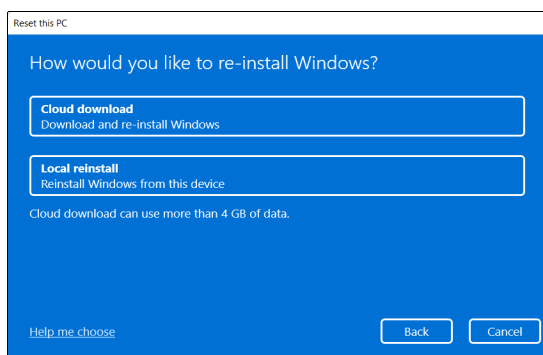 Reset this PC
How would you like to re-install Windows?
Cloud download
Download and re-install Windows
Local reinstall
Reinstall Windows from this device
Cloud download can use more than 4 GB of data.
Help me choose
Back
Cancel